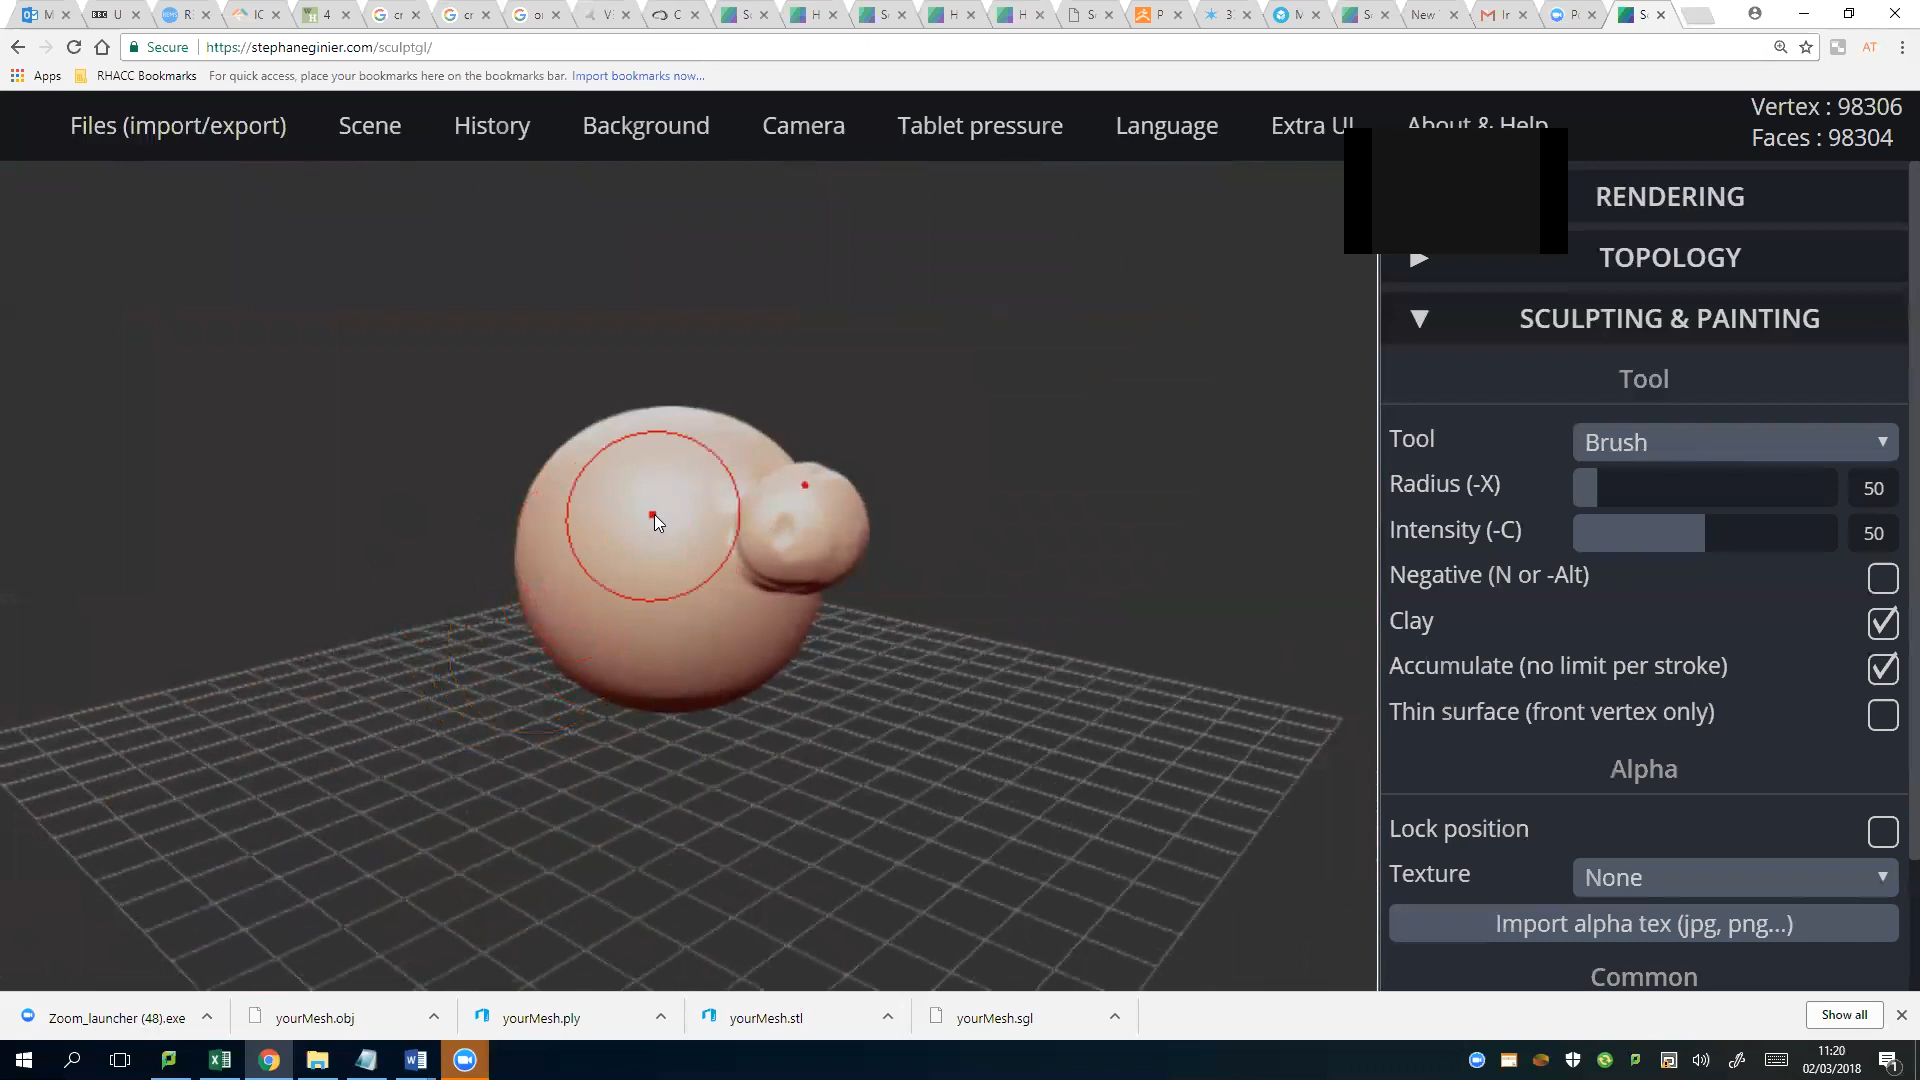 Secure https://stephaneginier.com/sculptgl/
Apps RHACC Bookmarks For quick access, place your bookmarks here on the bookmarks bar. Import bookmarks now...
Files (import/export) Scene History Background Camera Tablet pressure Language Extra UI About & Help
Vertex : 98306
Faces : 98304
RENDERING
TOPOLOGY
SCULPTING & PAINTING
Tool
Tool Brush
Radius (-X) 50
Intensity (-C) 50
Negative (N or -Alt)
Clay
Accumulate (no limit per stroke)
Thin surface (front vertex only)
Alpha
Lock position
Texture None
Import alpha tex (jpg, png...)
Common
Zoom_launcher (48).exe yourMesh.obj yourMesh.ply yourMesh.stl yourMesh.sgl Show all
11:20
02/03/2018